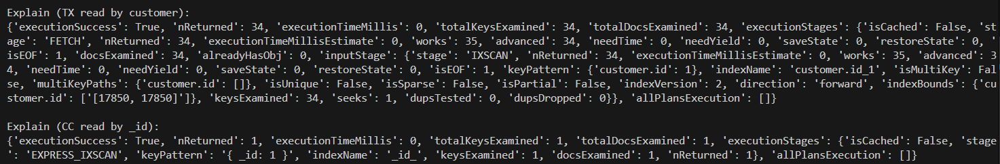 Explain (TX read by customer):
{'executionSuccess': True, 'nReturned': 34, 'executionTimeMillis': 0, 'totalKeysExamined': 34, 'totalDocsExamined': 34, 'executionStages': {'isCached': False, 'st
age': 'FETCH', 'nReturned': 34, 'executionTimeMillisEstimate': 0, 'works': 35, 'advanced': 34, 'needTime': 0, 'needYield': 0, 'saveState': 0, 'restoreState': 0, '
isEOF': 1, 'docsExamined': 34, 'alreadyHasObj': 0, 'inputStage': {'stage': 'IXSCAN', 'nReturned': 34, 'executionTimeMillisEstimate': 0, 'works': 35, 'advanced': 3
4, 'needTime': 0, 'needYield': 0, 'saveState': 0, 'restoreState': 0, 'isEOF': 1, 'keyPattern': {'customer.id': 1}, 'indexName': 'customer.id_1', 'isMultiKey': Fal
se, 'multiKeyPaths': {'customer.id': []}, 'isUnique': False, 'isSparse': False, 'isPartial': False, 'indexVersion': 2, 'direction': 'forward', 'indexBounds': {'cu
stomer.id': ['[17850, 17850]']}, 'keysExamined': 34, 'seeks': 1, 'dupsTested': 0, 'dupsDropped': 0}}, 'allPlansExecution': []}
Explain (CC read by _id):
{'executionSuccess': True, 'nReturned': 1, 'executionTimeMillis': 0, 'totalKeysExamined': 1, 'totalDocsExamined': 1, 'executionStages': {'isCached': False, 'stage
': 'EXPRESS_IXSCAN', 'keyPattern': '{ _id: 1 }', 'indexName': '_id_', 'keysExamined': 1, 'docsExamined': 1, 'nReturned': 1}, 'allPlansExecution': []}